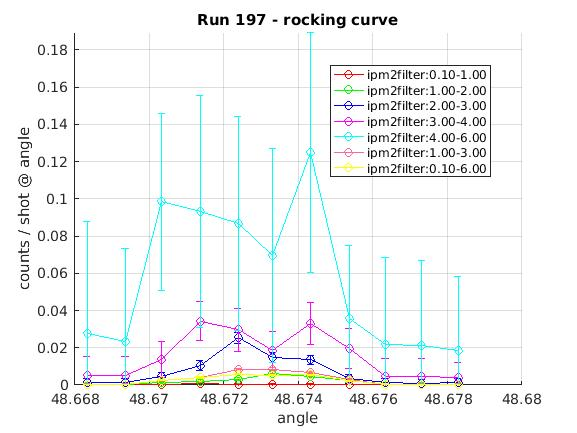 Run 197 - rocking curve
counts / shot @ angle
0.18
0.16
0.14
0.12
0.1
0.08
0.06
0.04
0.02
0
ipm2filter:0.10-1.00
ipm2filter:1.00-2.00
ipm2filter:2.00-3.00
ipm2filter:3.00-4.00
ipm2filter:4.00-6.00
ipm2filter:1.00-3.00
ipm2filter:0.10-6.00
48.668 48.67 48.672 48.674 48.676 48.678 48.68
angle